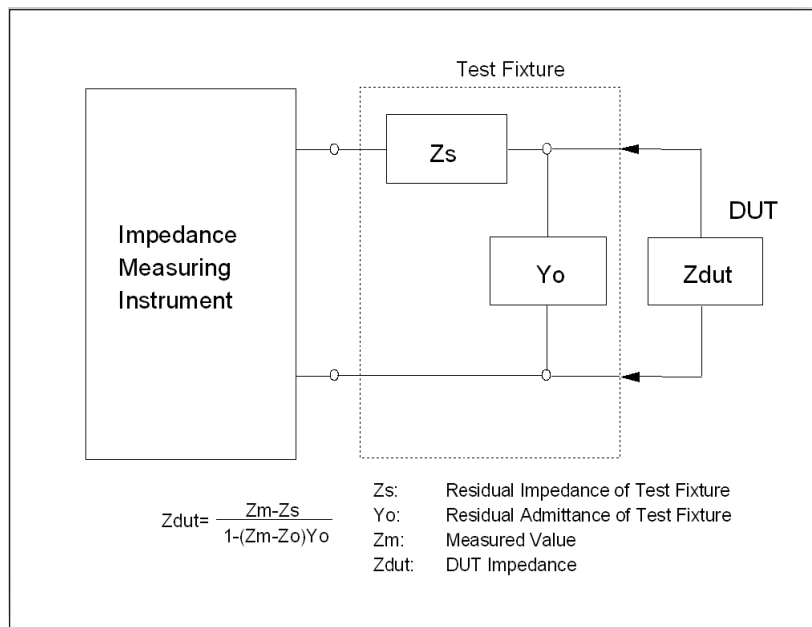 Test Fixture
Zs
Impedance
Measuring
Instrument
Yo
DUT
Zdut
Zdut= Zm-Zs
1-(Zm-Zo)Yo
Zs: Residual Impedance of Test Fixture
Yo: Residual Admittance of Test Fixture
Zm: Measured Value
Zdut: DUT Impedance